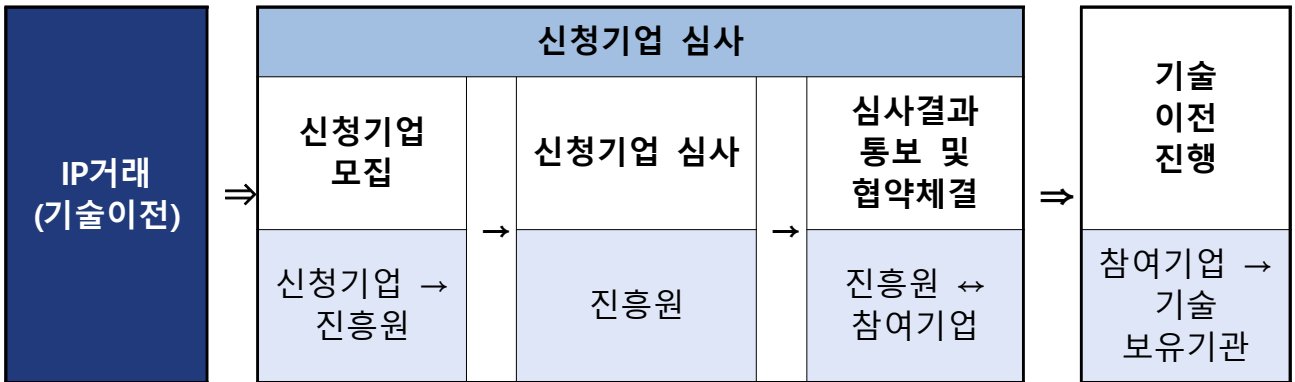 IP거래
(기술이전)
⇒
신청기업 심사
신청기업
모집
신청기업 →
진흥원
→
신청기업 심사
진흥원
→
심사결과
통보 및
협약체결
진흥원 ↔
참여기업
⇒
기술
이전
진행
참여기업 →
기술
보유기관